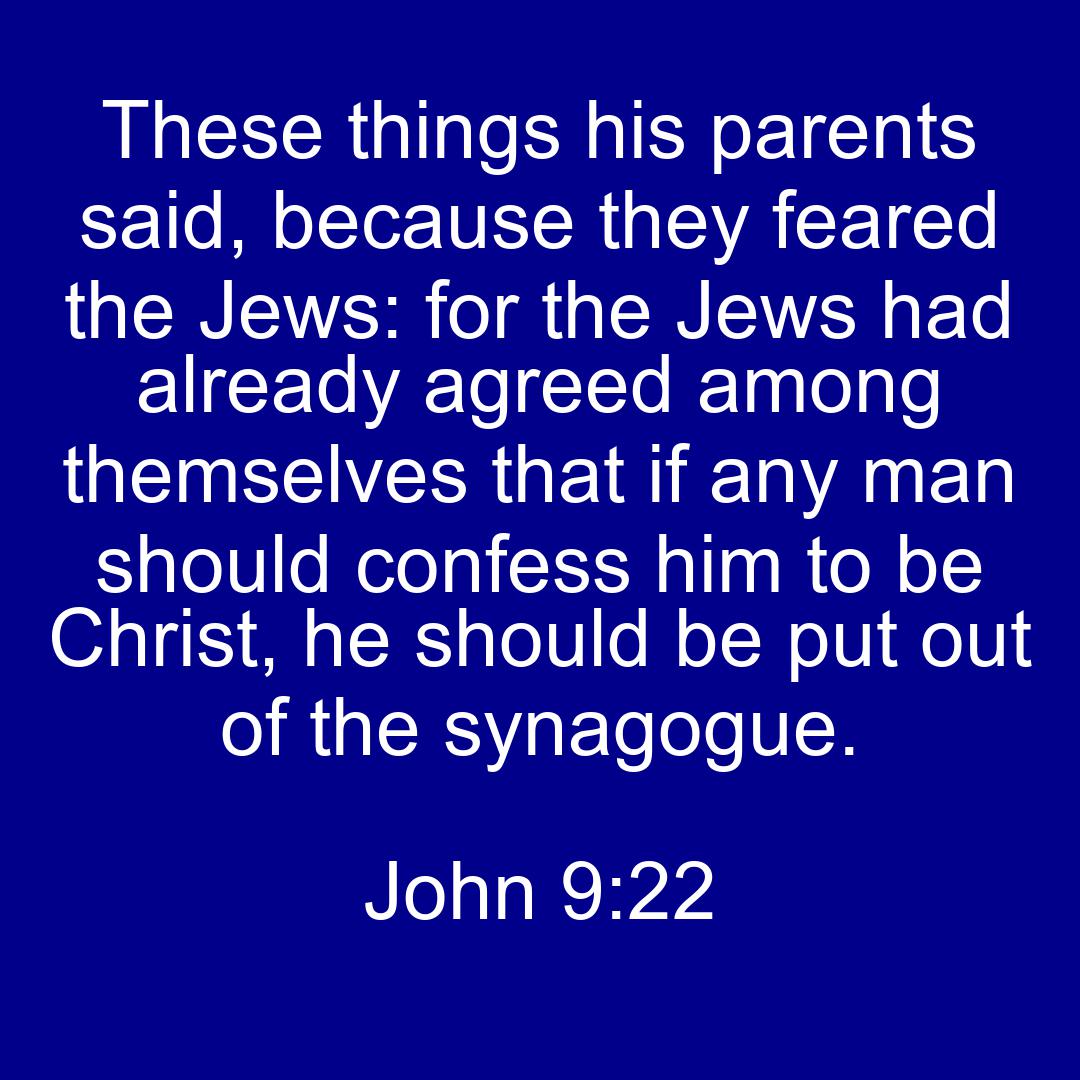 These things his parents
said, because they feared
the Jews: for the Jews had
already agreed among
themselves that if any man
should confess him to be
Christ, he should be put out
of the synagogue.
John 9:22